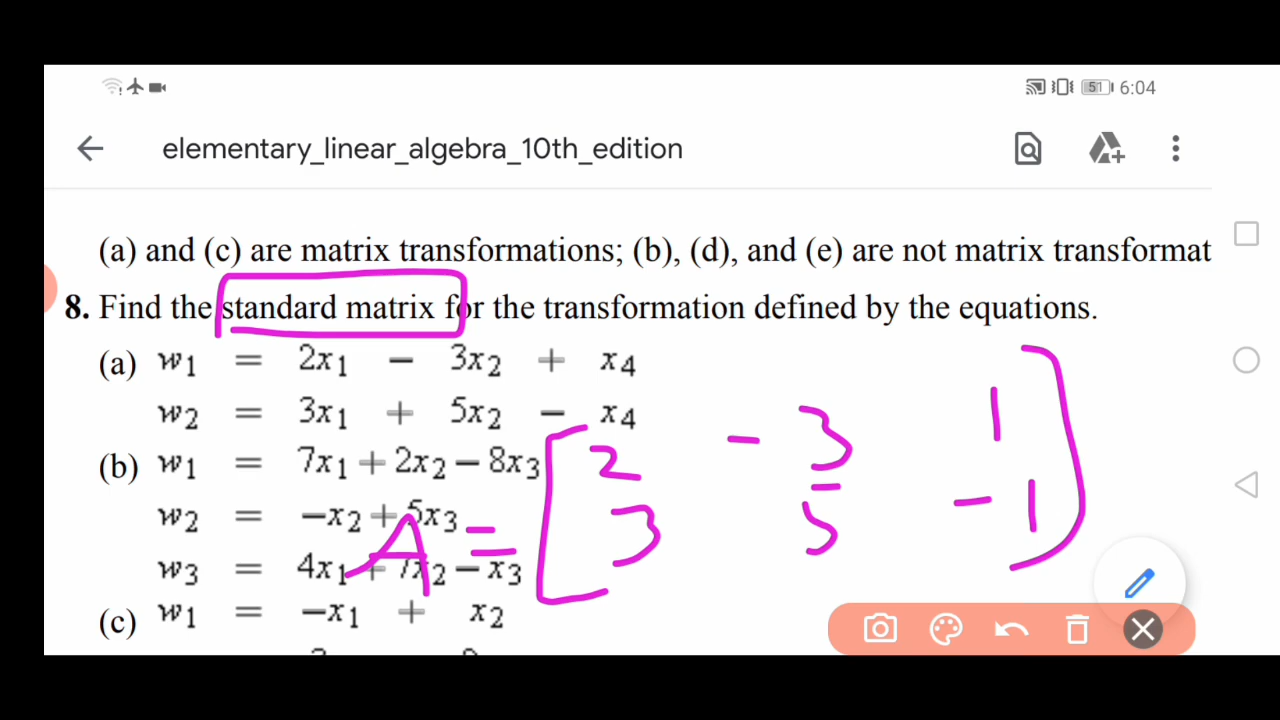 51 6:04
elementary_linear_algebra_10th_edition
(a) and (c) are matrix transformations; (b), (d), and (e) are not matrix transformat
8. Find the standard matrix for the transformation defined by the equations.
(a) w₁ = 2x₁ − 3x₂ + x₄
w₂ = 3x₁ + 5x₂ − x₄
(b) w₁ = 7x₁ + 2x₂ − 8x₃
w₂ = −x₂ + 5x₃
w₃ = 4x₁ + 7x₂ − x₃
(c) w₁ = −x₁ + x₂
A = [ 2 −3 1
3 5 −1 ]